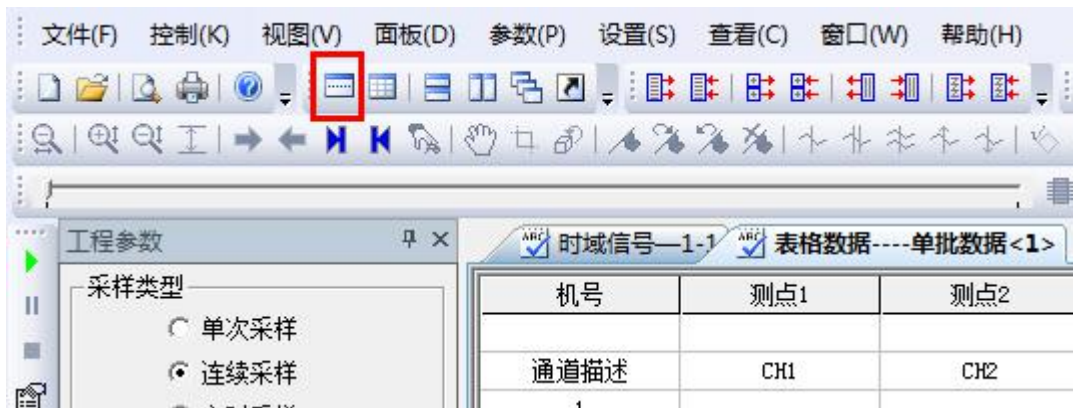 文件(F) 控制(K) 视图(V) 面板(D) 参数(P) 设置(S) 查看(C) 窗口(W) 帮助(H)
工程参数
时域信号—1-1 表格数据----单批数据<1>
采样类型
机号 测点1 测点2
单次采样
连续采样
通道描述 CH1 CH2
1